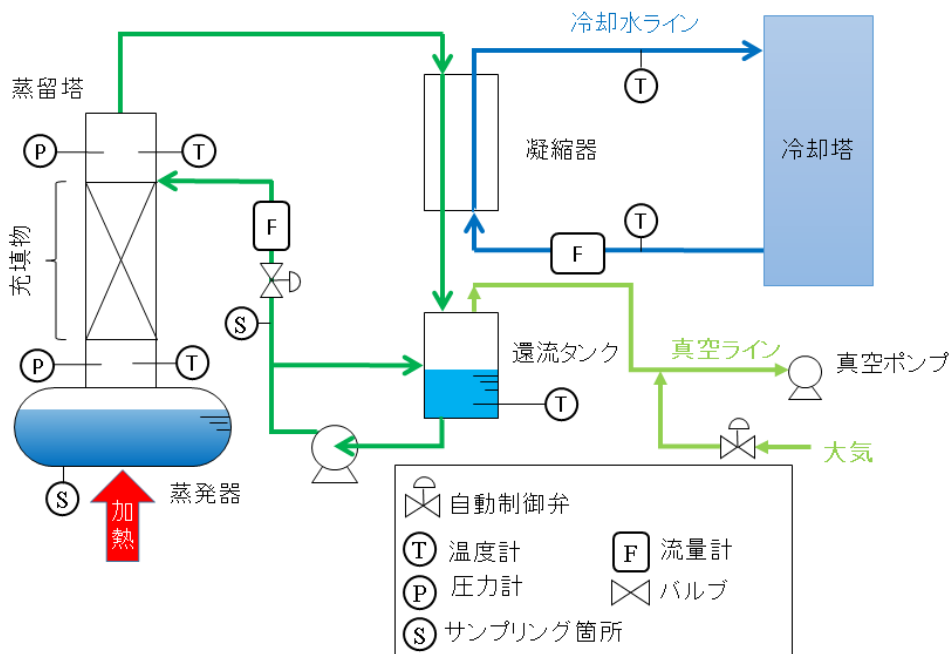 冷却水ライン
蒸留塔
T
P
T
凝縮器
冷却塔
F
T
F
充填物
S
還流タンク
真空ライン
真空ポンプ
P
T
T
大気
蒸発器
S
加熱
自動制御弁
T 温度計
F 流量計
P 圧力計
バルブ
S サンプリング箇所